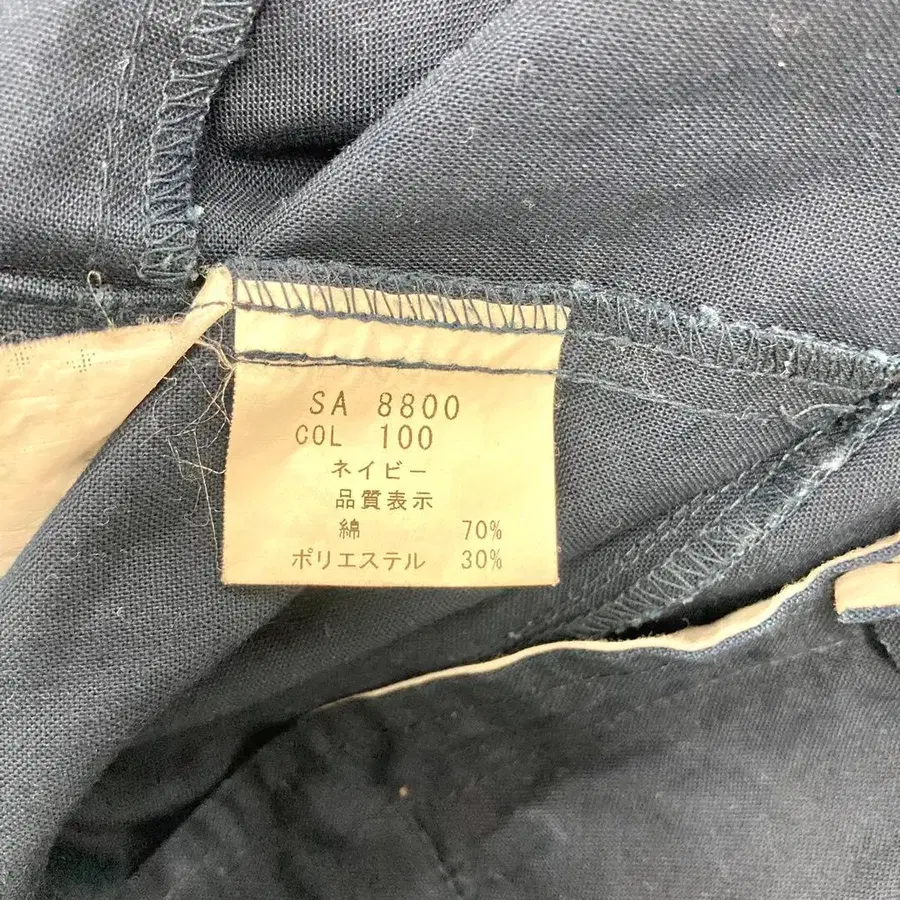 SA 8800
COL 100
ネイビー
品質表示
綿 70%
ポリエステル 30%